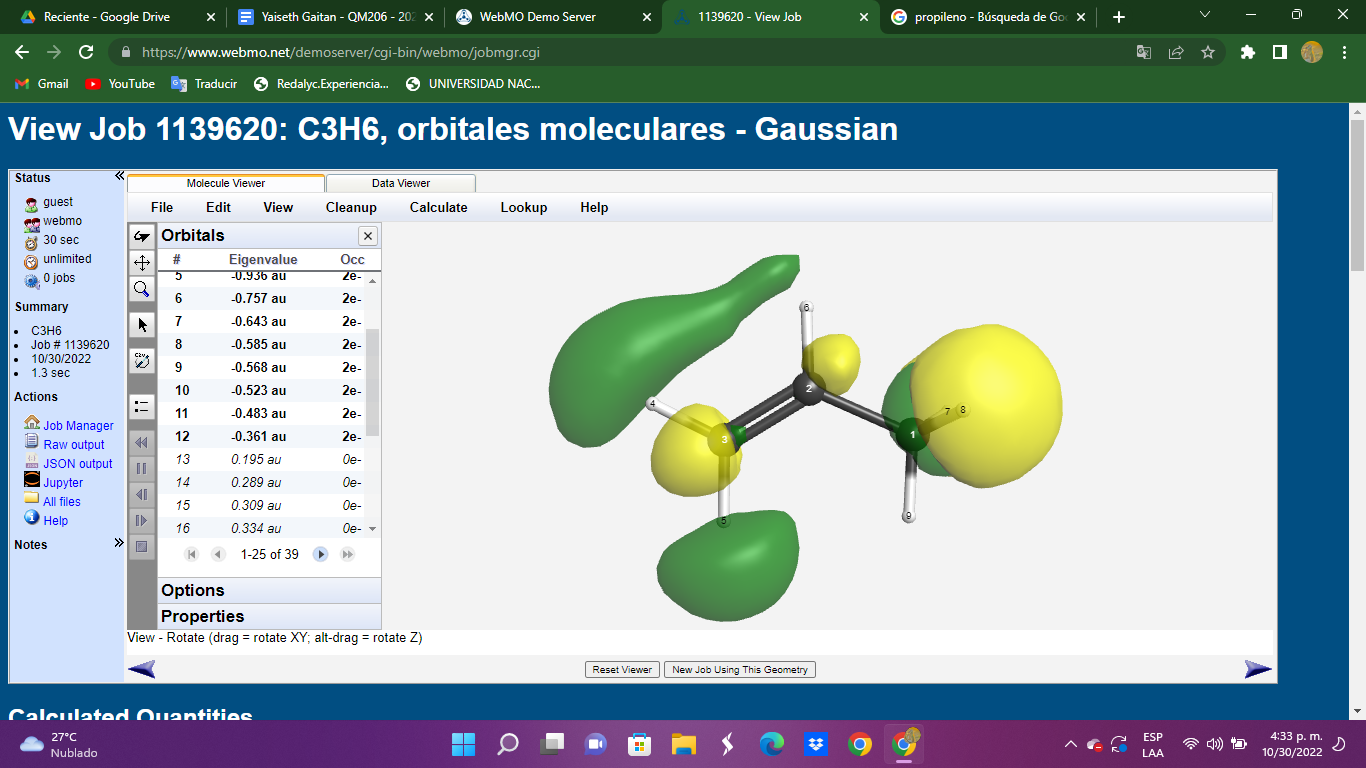 Reciente - Google Drive
Yaiseth Gaitan - QM206 - 202
WebMO Demo Server
1139620 - View Job
propileno - Búsqueda de Go
https://www.webmo.net/demoserver/cgi-bin/webmo/jobmgr.cgi
Gmail
YouTube
Traducir
Redalyc.Experiencia...
UNIVERSIDAD NAC...
View Job 1139620: C3H6, orbitales moleculares - Gaussian
Status
guest
webmo
30 sec
unlimited
0 jobs
Summary
C3H6
Job # 1139620
10/30/2022
1.3 sec
Actions
Job Manager
Raw output
JSON output
Jupyter
All files
Help
Notes
Molecule Viewer
Data Viewer
File Edit View Cleanup Calculate Lookup Help
Orbitals
# Eigenvalue Occ
5 -0.936 au 2e-
6 -0.757 au 2e-
7 -0.643 au 2e-
8 -0.585 au 2e-
9 -0.568 au 2e-
10 -0.523 au 2e-
11 -0.483 au 2e-
12 -0.361 au 2e-
13 0.195 au 0e-
14 0.289 au 0e-
15 0.309 au 0e-
16 0.334 au 0e-
1-25 of 39
Options
Properties
6
2
4
3
7
8
1
5
9
View - Rotate (drag = rotate XY; alt-drag = rotate Z)
Reset Viewer
New Job Using This Geometry
Calculated Quantities
27°C
Nublado
ESP
LAA
4:33 p. m.
10/30/2022